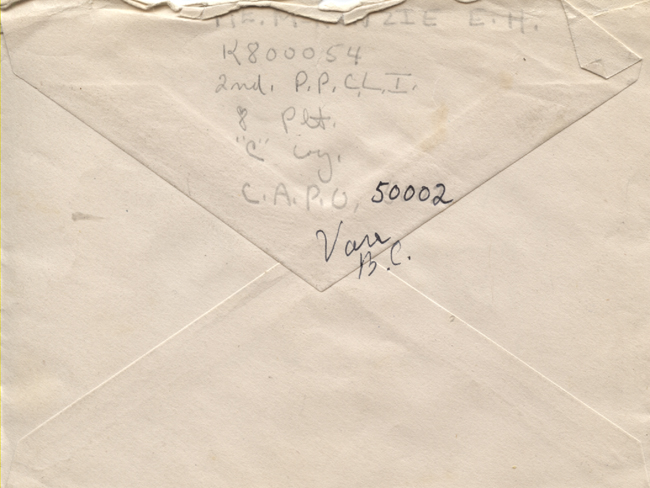 E. H.
K800054
2nd. P.P.C.L.I.
8 Plt.
"C" Coy.
C.A.P.O. 50002
Van
B.C.